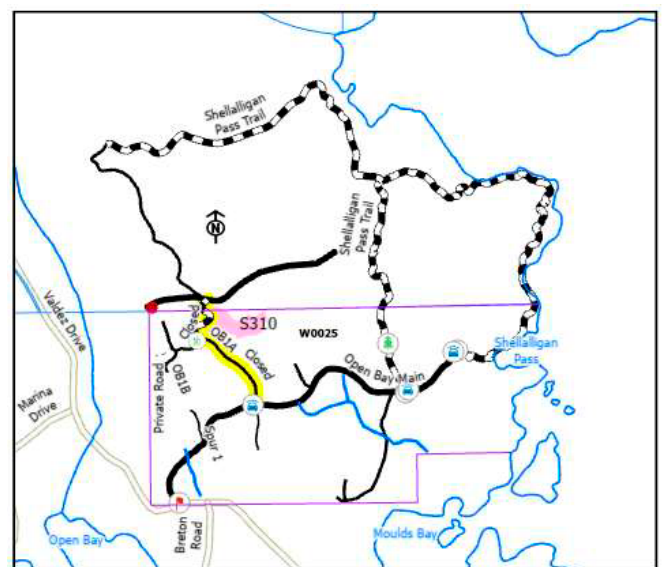 Shellalligan
Pass Trail
N
Shellalligan
Pass Trail
Valdez Drive
Closed
S310
W0025
OB1A
Closed
Shellalligan
Pass
Open Bay Main
OB1B
Private Road
Marina
Drive
Spur 1
Breton
Road
Open Bay
Moulds Bay